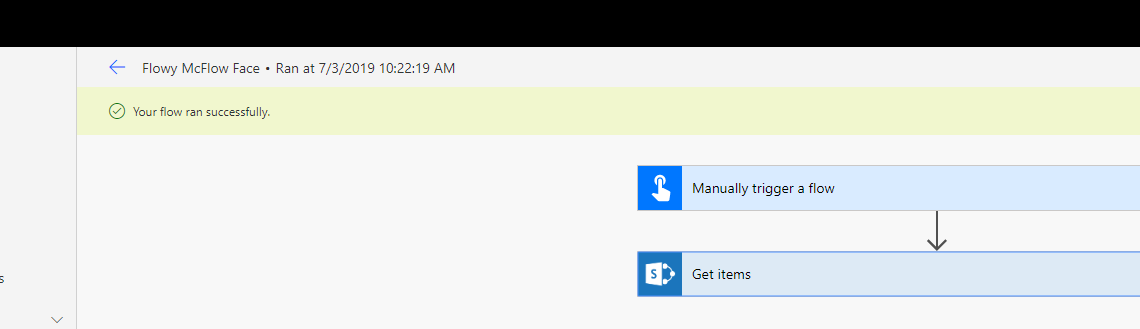 Flowy McFlow Face • Ran at 7/3/2019 10:22:19 AM
Your flow ran successfully.
Manually trigger a flow
S
Get items
s